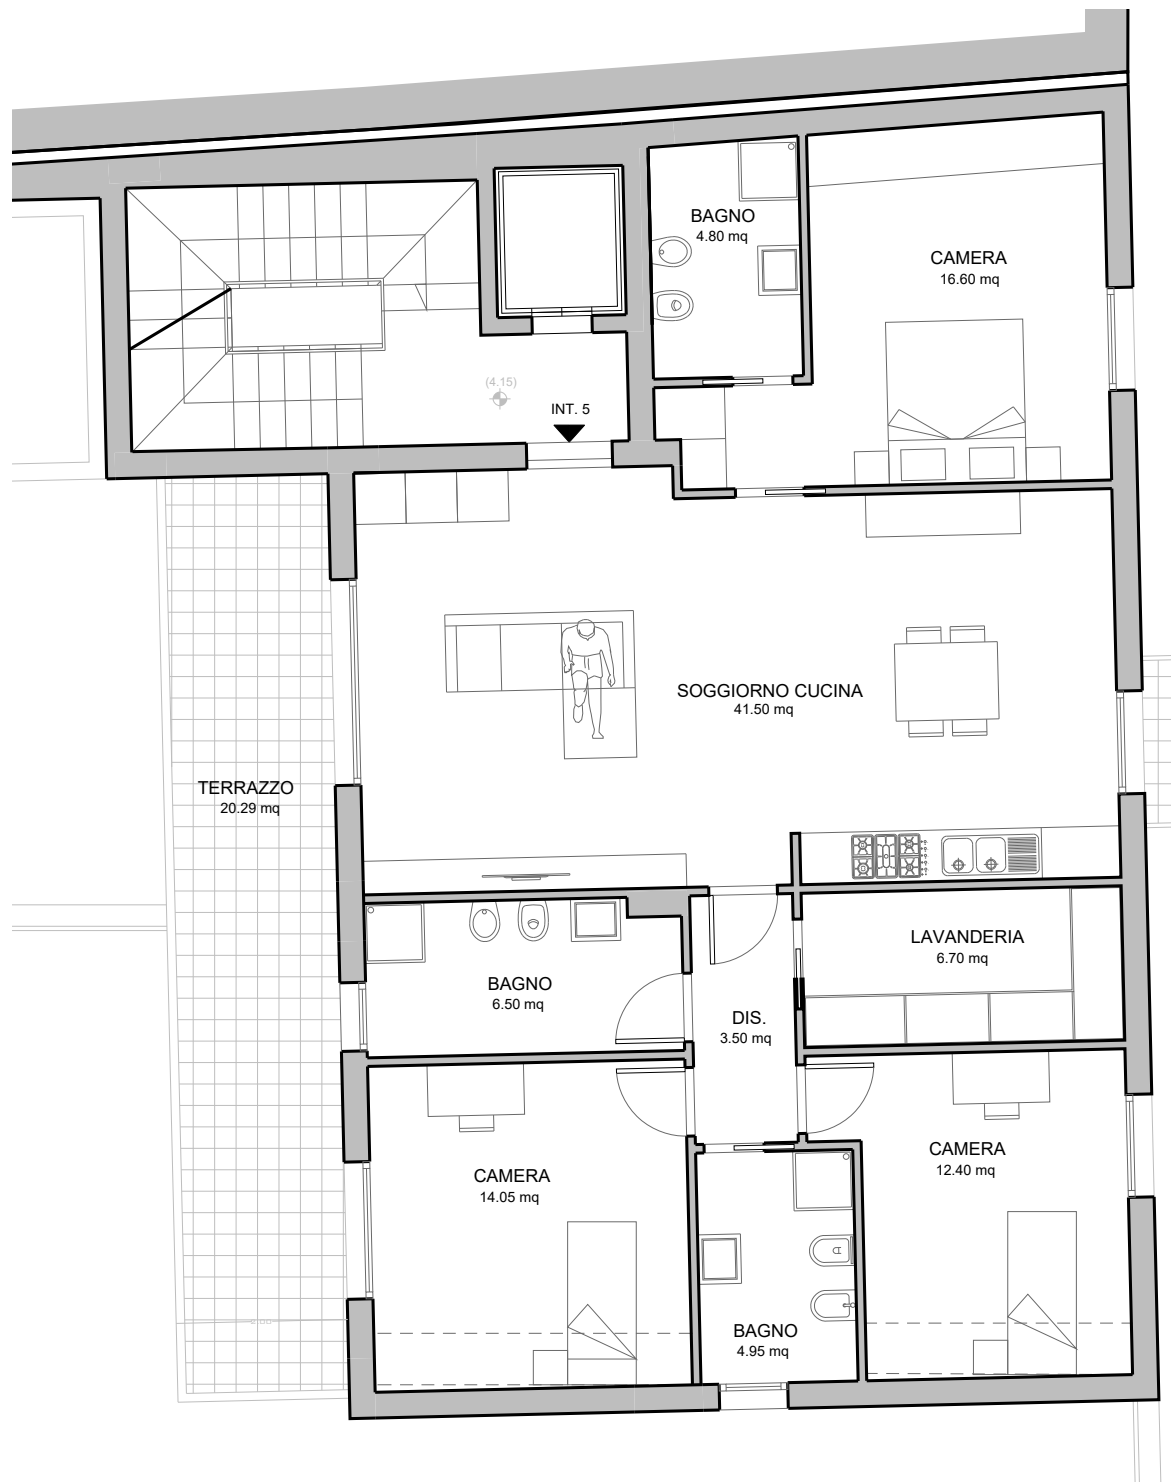 BAGNO
4.80 mq
CAMERA
16.60 mq
(4.15)
INT. 5
SOGGIORNO CUCINA
41.50 mq
TERRAZZO
20.29 mq
LAVANDERIA
6.70 mq
BAGNO
6.50 mq
DIS.
3.50 mq
CAMERA
14.05 mq
CAMERA
12.40 mq
BAGNO
4.95 mq